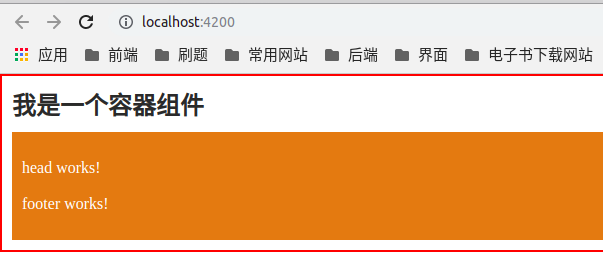 localhost:4200
应用 前端 刷题 常用网站 后端 界面 电子书下载网站
我是一个容器组件
head works!
footer works!